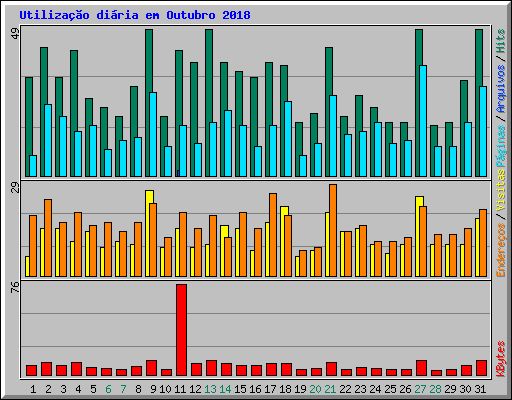 Utilização diária em Outubro 2018
49
29
76
Endereços / Visitas Páginas / Arquivos / Hits
KBytes
1 2 3 4 5 6 7 8 9 10 11 12 13 14 15 16 17 18 19 20 21 22 23 24 25 26 27 28 29 30 31